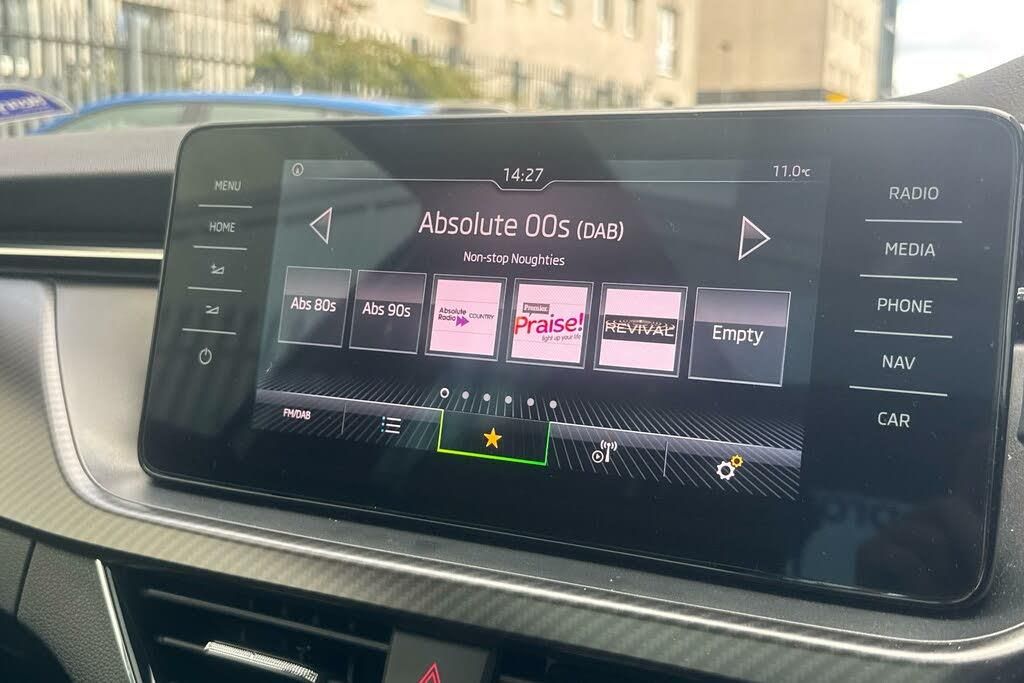 14:27
11.0°C
MENU
HOME
Absolute 00s (DAB)
Non-stop Noughties
Abs 80s
Abs 90s
Absolute
Radio COUNTRY
Premier
Praise!
light up your life
REVIVAL
Empty
FM/DAB
RADIO
MEDIA
PHONE
NAV
CAR